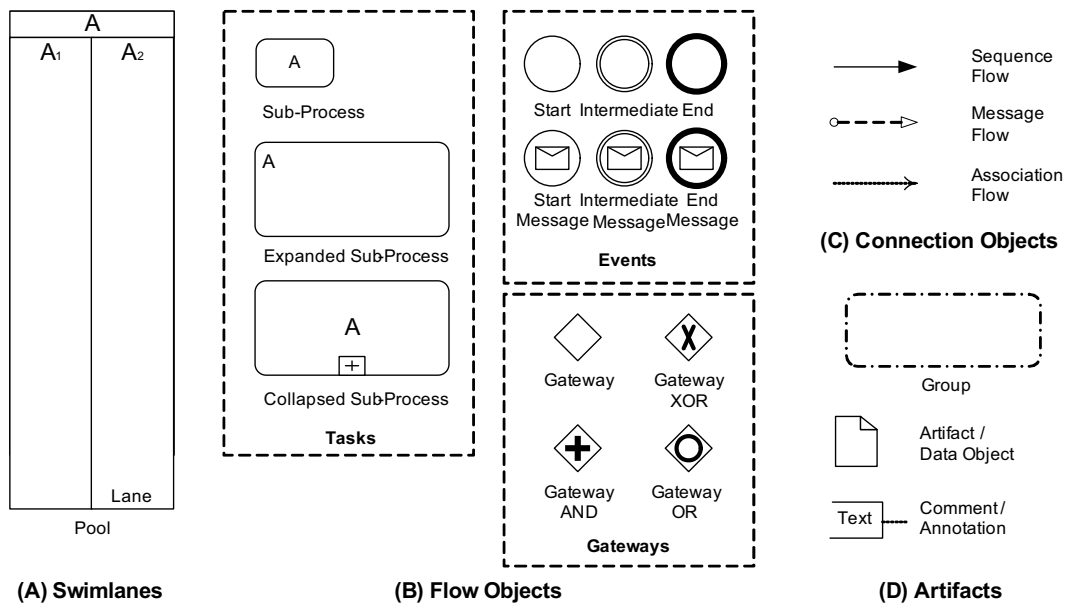 A
A1
A2
Lane
Pool
(A) Swimlanes
A
Sub-Process
A
Expanded Sub-Process
A
Collapsed Sub-Process
Tasks
Start Intermediate End
Start Intermediate End
Message Message Message
Events
Gateway
Gateway
XOR
Gateway
AND
Gateway
OR
Gateways
(B) Flow Objects
Sequence
Flow
Message
Flow
Association
Flow
(C) Connection Objects
Group
Artifact /
Data Object
Text
Comment /
Annotation
(D) Artifacts